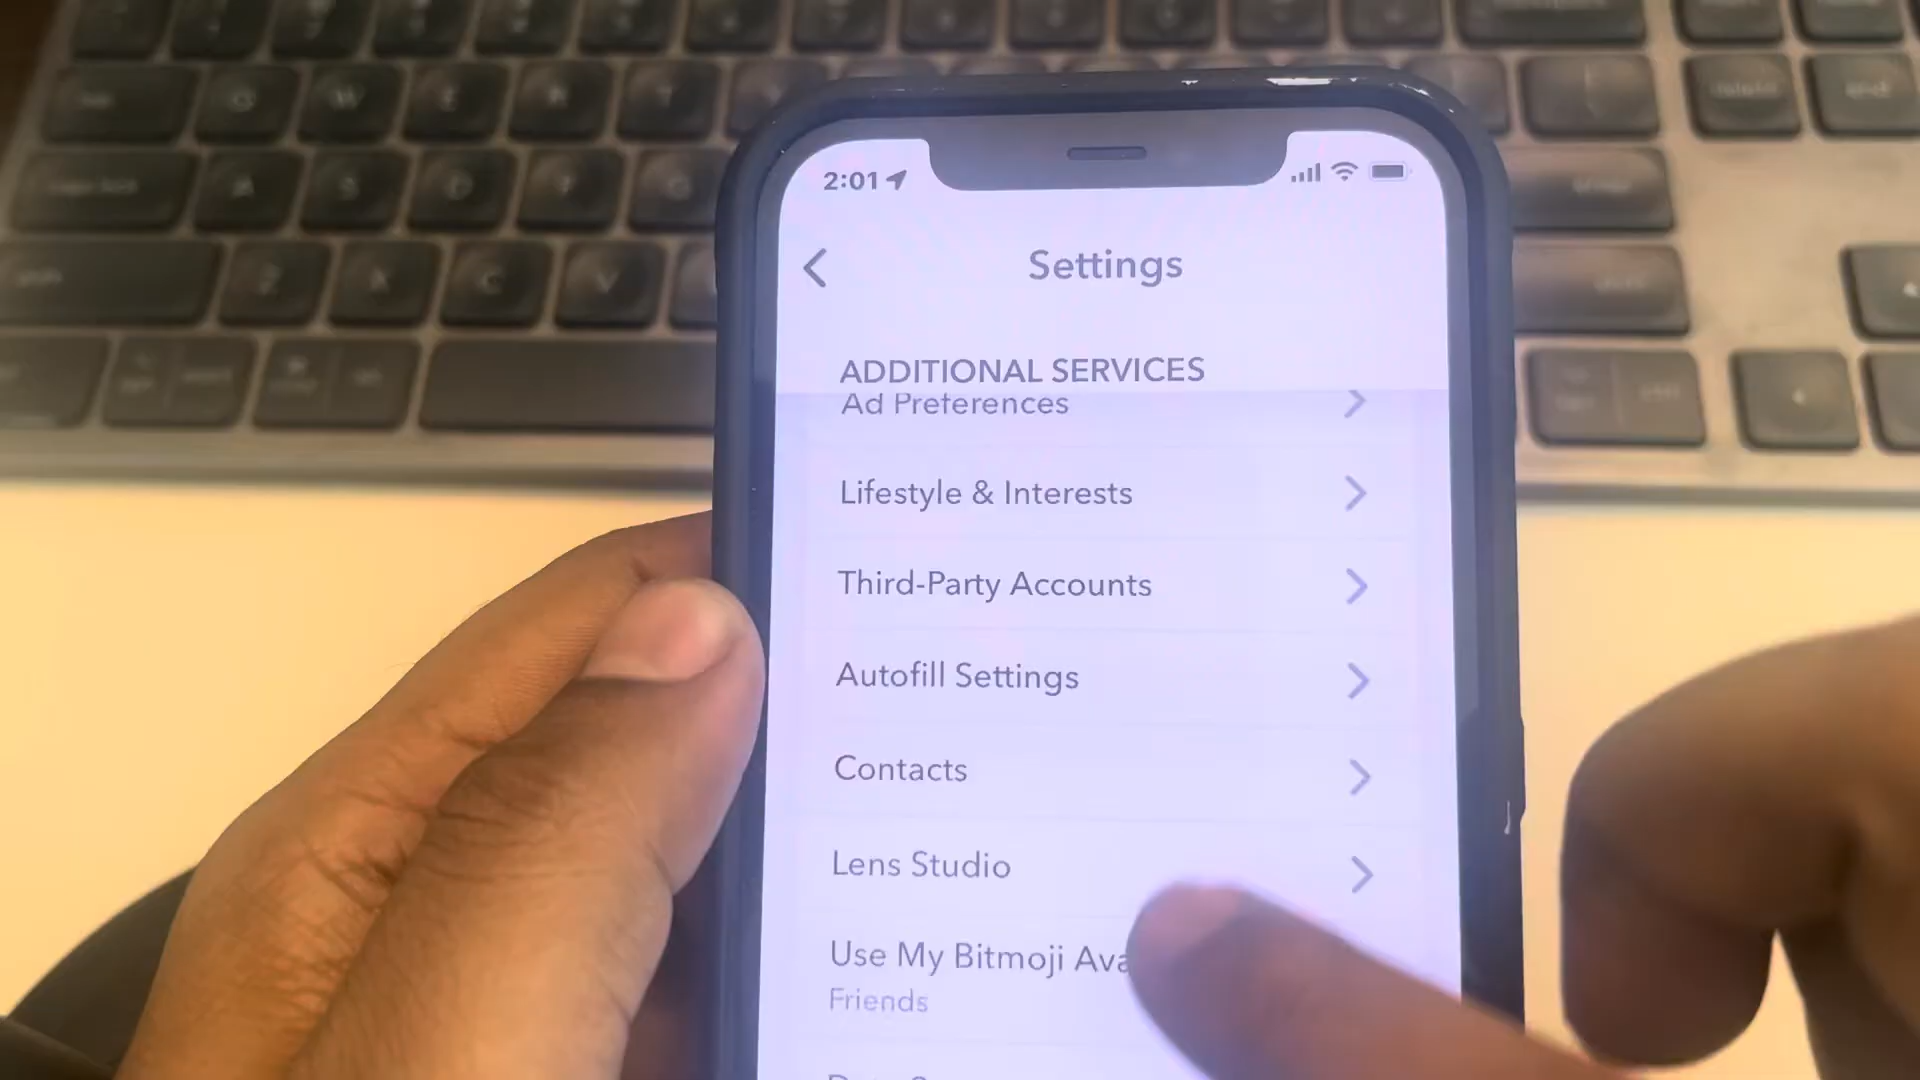 2:01
Settings
ADDITIONAL SERVICES
Ad Preferences
Lifestyle & Interests
Third-Party Accounts
Autofill Settings
Contacts
Lens Studio
Use My Bitmoji
Friends